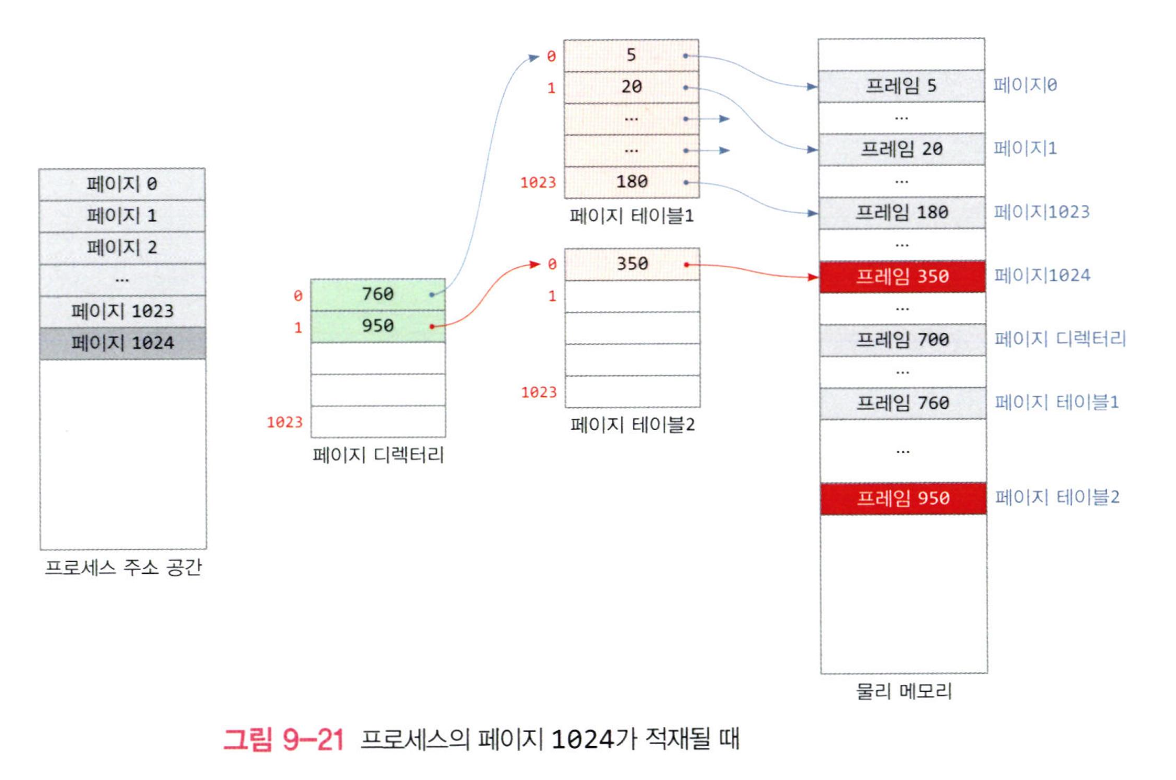 페이지 0
페이지 1
페이지 2
...
페이지 1023
페이지 1024
프로세스 주소 공간
0 760
1 950
1023
페이지 디렉터리
0 5
1 20
...
...
1023 180
페이지 테이블1
0 350
1
1023
페이지 테이블2
프레임 5 페이지0
...
프레임 20 페이지1
...
프레임 180 페이지1023
...
프레임 350 페이지1024
...
프레임 700 페이지 디렉터리
...
프레임 760 페이지 테이블1
...
프레임 950 페이지 테이블2
물리 메모리
그림 9-21 프로세스의 페이지 1024가 적재될 때